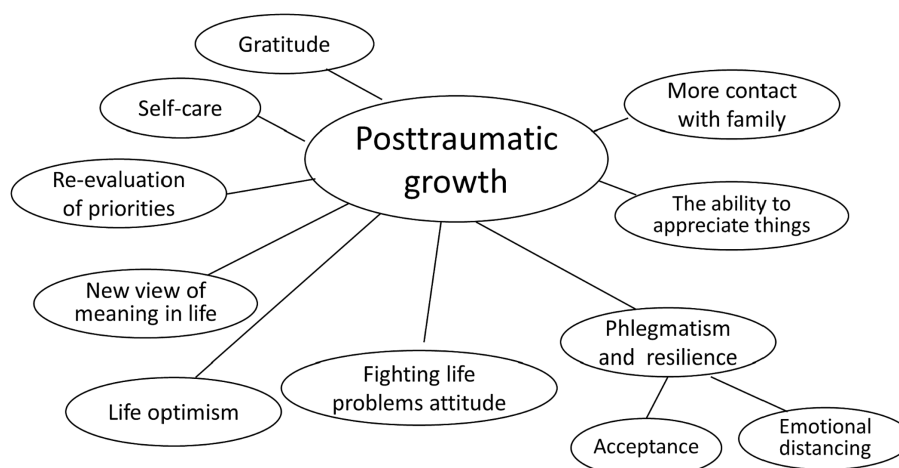 Gratitude
Self-care
Re-evaluation
of priorities
New view of
meaning in life
Life optimism
Posttraumatic
growth
Fighting life
problems attitude
More contact
with family
The ability to
appreciate things
Phlegmatism
and resilience
Acceptance
Emotional
distancing